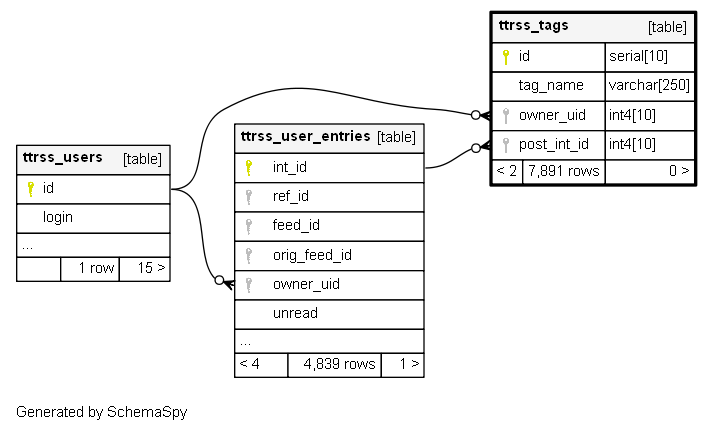 ttrss_tags [table]
id serial[10]
tag_name varchar[250]
owner_uid int4[10]
post_int_id int4[10]
< 2 7,891 rows 0 >
ttrss_user_entries [table]
int_id
ref_id
feed_id
orig_feed_id
owner_uid
unread
...
< 4 4,839 rows 1 >
ttrss_users [table]
id
login
...
1 row 15 >
Generated by SchemaSpy